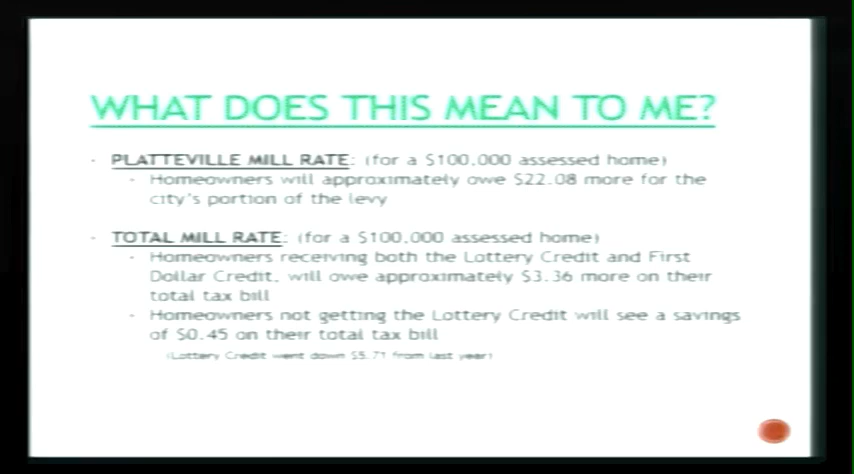 WHAT DOES THIS MEAN TO ME?
PLATTEVILLE MILL RATE: (for a $100,000 assessed home)
- Homeowners will approximately owe $22.08 more for the
city's portion of the levy
TOTAL MILL RATE: (for a $100,000 assessed home)
- Homeowners receiving both the Lottery Credit and First
Dollar Credit, will owe approximately $3.36 more on their
total tax bill
- Homeowners not getting the Lottery Credit will see a savings
of $0.45 on their total tax bill
(Lottery Credit went down $5.71 from last year)